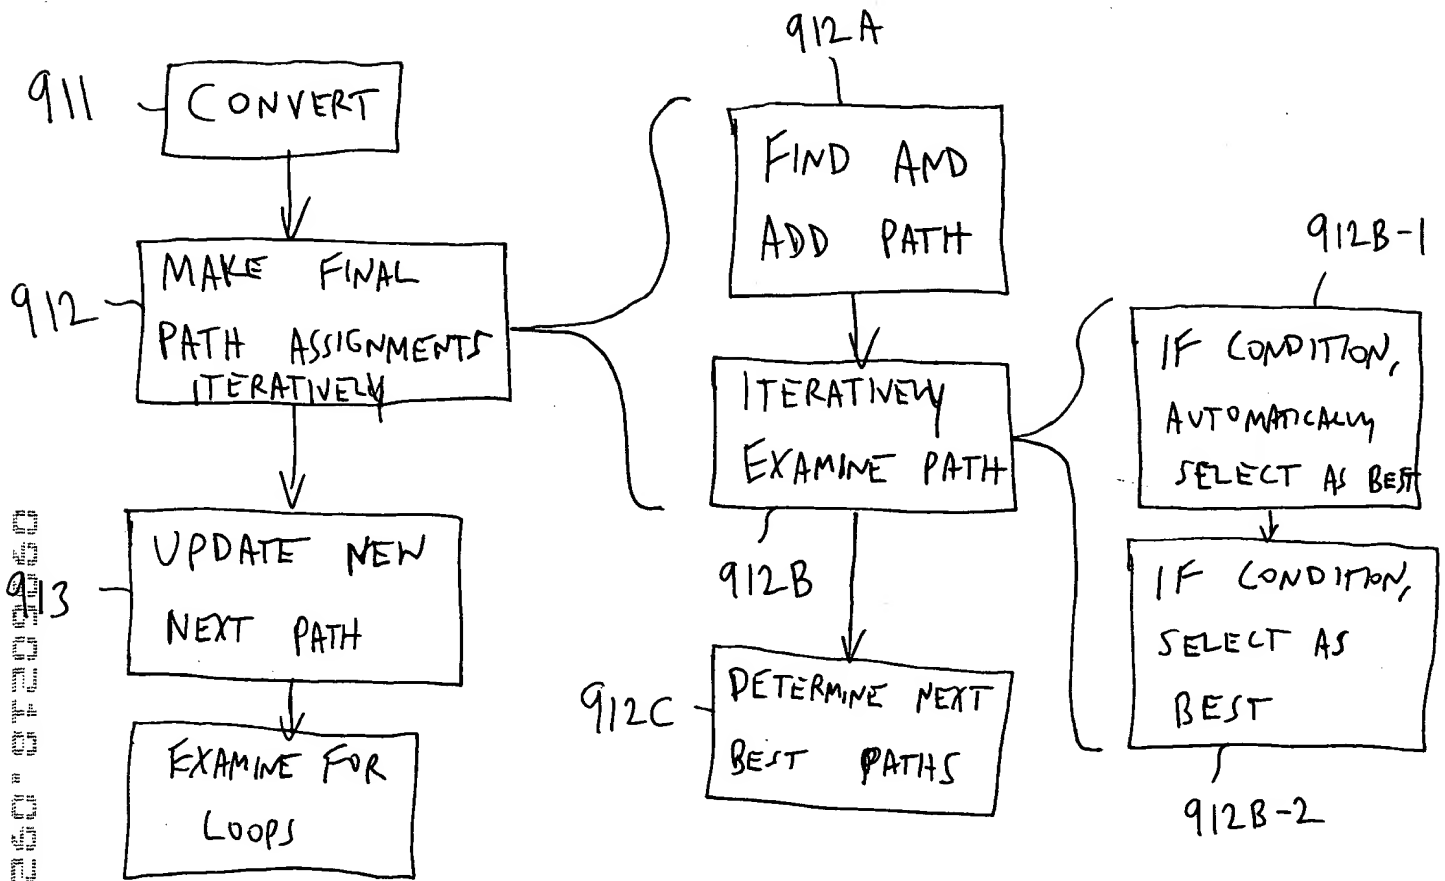 911
CONVERT
912
MAKE FINAL
PATH ASSIGNMENTS
ITERATIVELY
913
UPDATE NEW
NEXT PATH
EXAMINE FOR
LOOPS
912A
FIND AND
ADD PATH
ITERATIVELY
EXAMINE PATH
912B
912C
DETERMINE NEXT
BEST PATHS
912B-1
IF CONDITION,
AUTOMATICALLY
SELECT AS BEST
IF CONDITION,
SELECT AS
BEST
912B-2